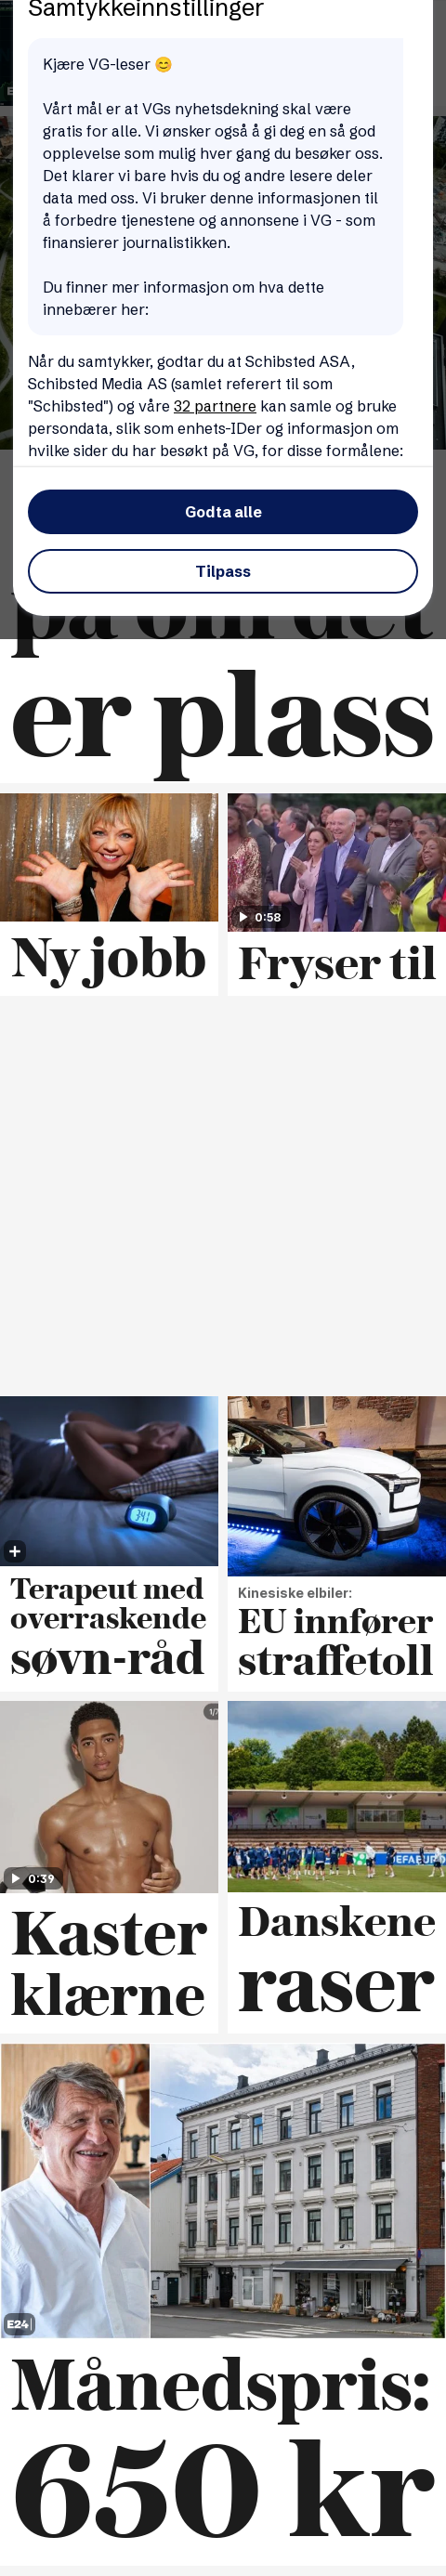 Samtykkeinnstillinger
Kjære VG-leser 😊
Vårt mål er at VGs nyhetsdekning skal være
gratis for alle. Vi ønsker også å gi deg en så god
opplevelse som mulig hver gang du besøker oss.
Det klarer vi bare hvis du og andre lesere deler
data med oss. Vi bruker denne informasjonen til
å forbedre tjenestene og annonsene i VG - som
finansierer journalistikken.
Du finner mer informasjon om hva dette
innebærer her:
Når du samtykker, godtar du at Schibsted ASA,
Schibsted Media AS (samlet referert til som
"Schibsted") og våre 32 partnere kan samle og bruke
persondata, slik som enhets-IDer og informasjon om
hvilke sider du har besøkt på VG, for disse formålene:
Godta alle
Tilpass
på om det
er plass
0:58
Ny jobb
Fryser til
3:41
Terapeut med
overraskende
søvn-råd
Kinesiske elbiler:
EU innfører
straffetoll
0:39
Kaster
klærne
Danskene
raser
E24
Månedspris:
650 kr